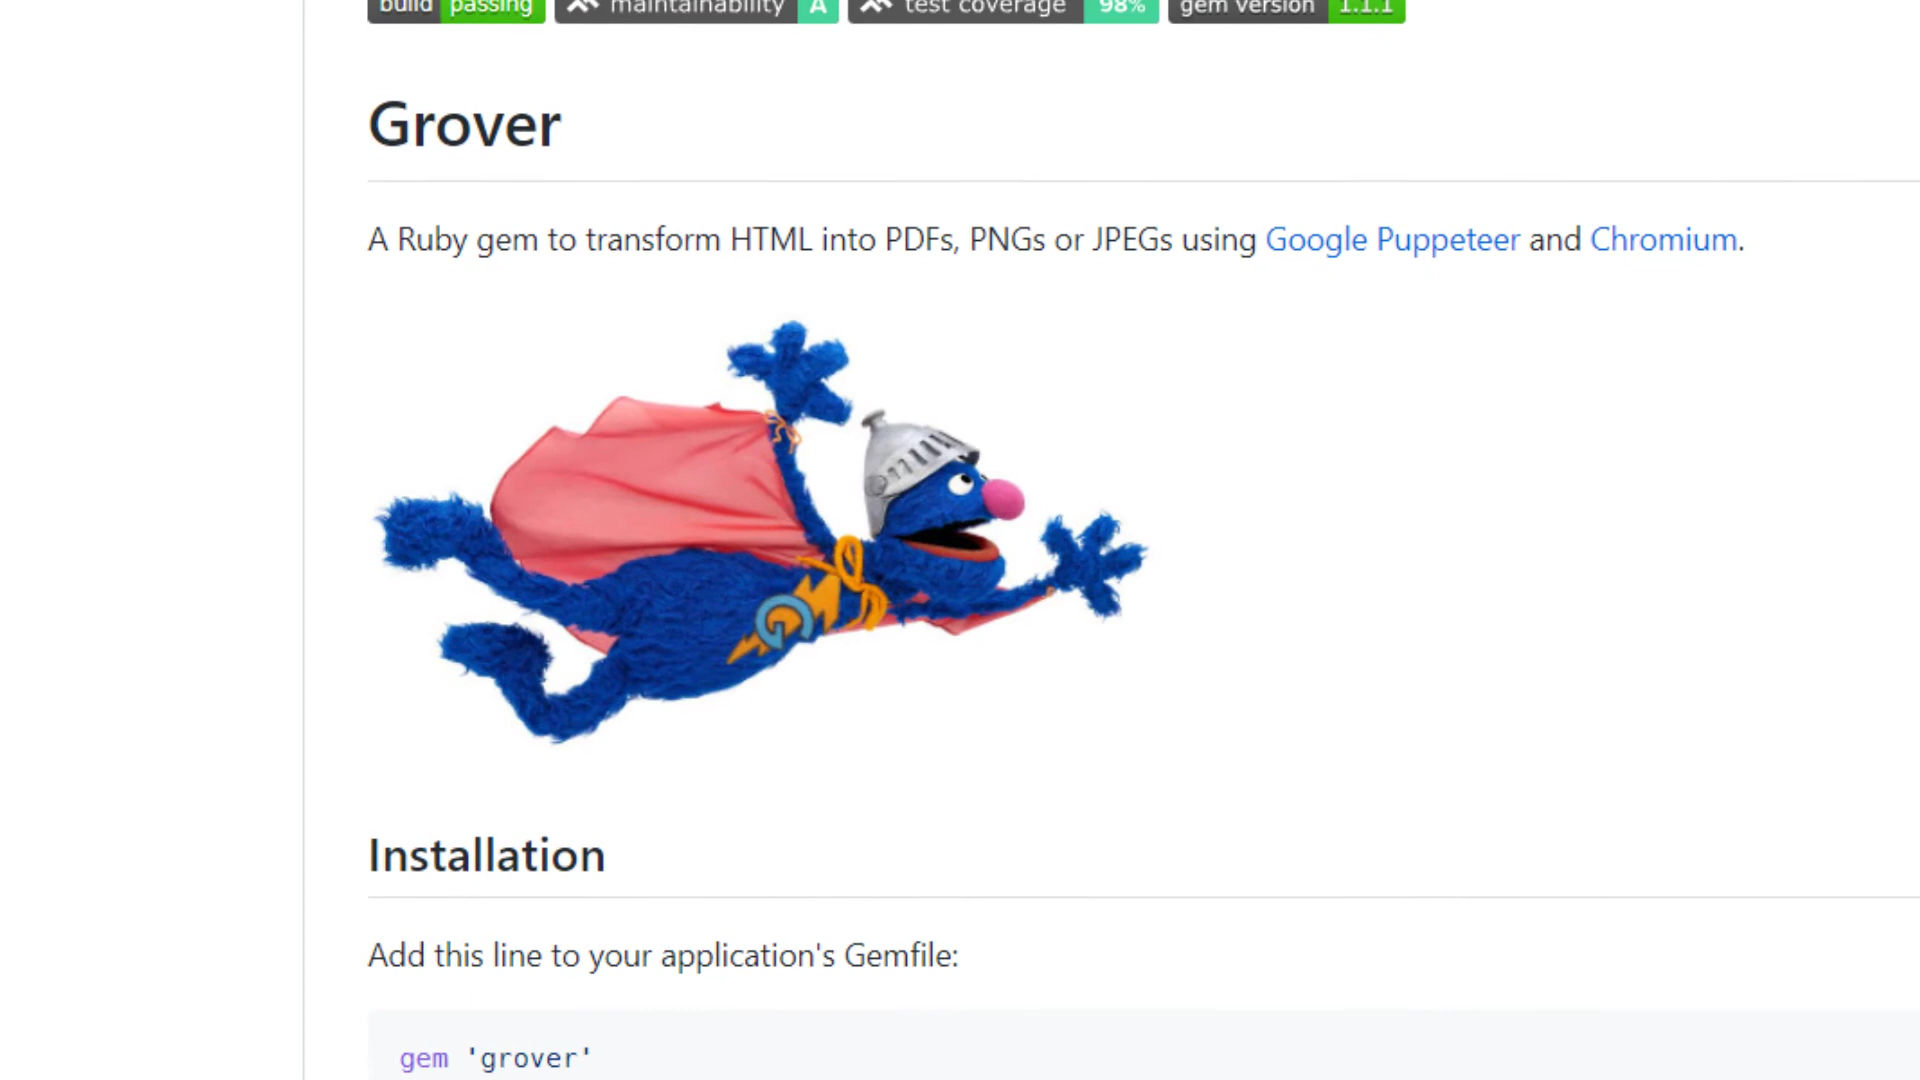 build passing maintainability A test coverage 98% gem version 1.1.1
Grover
A Ruby gem to transform HTML into PDFs, PNGs or JPEGs using Google Puppeteer and Chromium.
G
Installation
Add this line to your application's Gemfile:
gem 'grover'